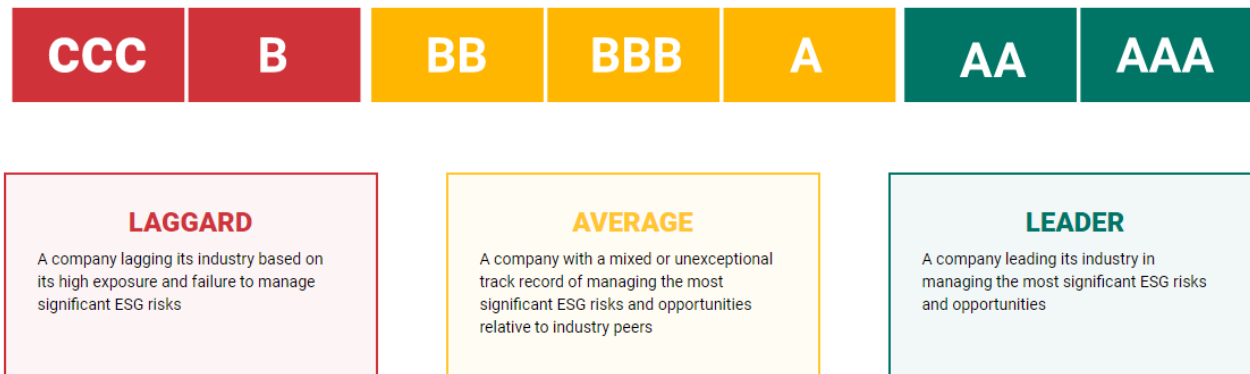 CCC B BB BBB A AA AAA
LAGGARD
A company lagging its industry based on
its high exposure and failure to manage
significant ESG risks
AVERAGE
A company with a mixed or unexceptional
track record of managing the most
significant ESG risks and opportunities
relative to industry peers
LEADER
A company leading its industry in
managing the most significant ESG risks
and opportunities